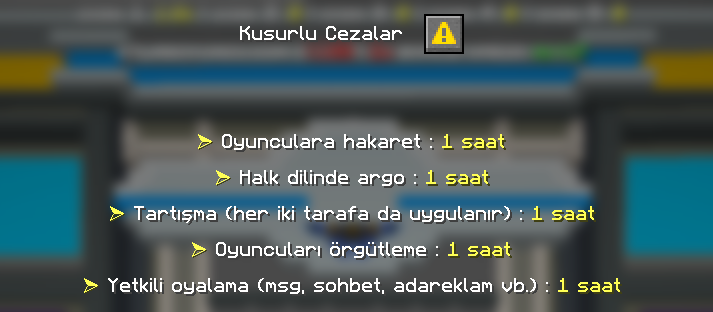 Kusurlu Cezalar
➤ Oyunculara hakaret : 1 saat
➤ Halk dilinde argo : 1 saat
➤ Tartışma (her iki tarafa da uygulanır) : 1 saat
➤ Oyuncuları örgütleme : 1 saat
➤ Yetkili oyalama (msg, sohbet, adareklam vb.) : 1 saat